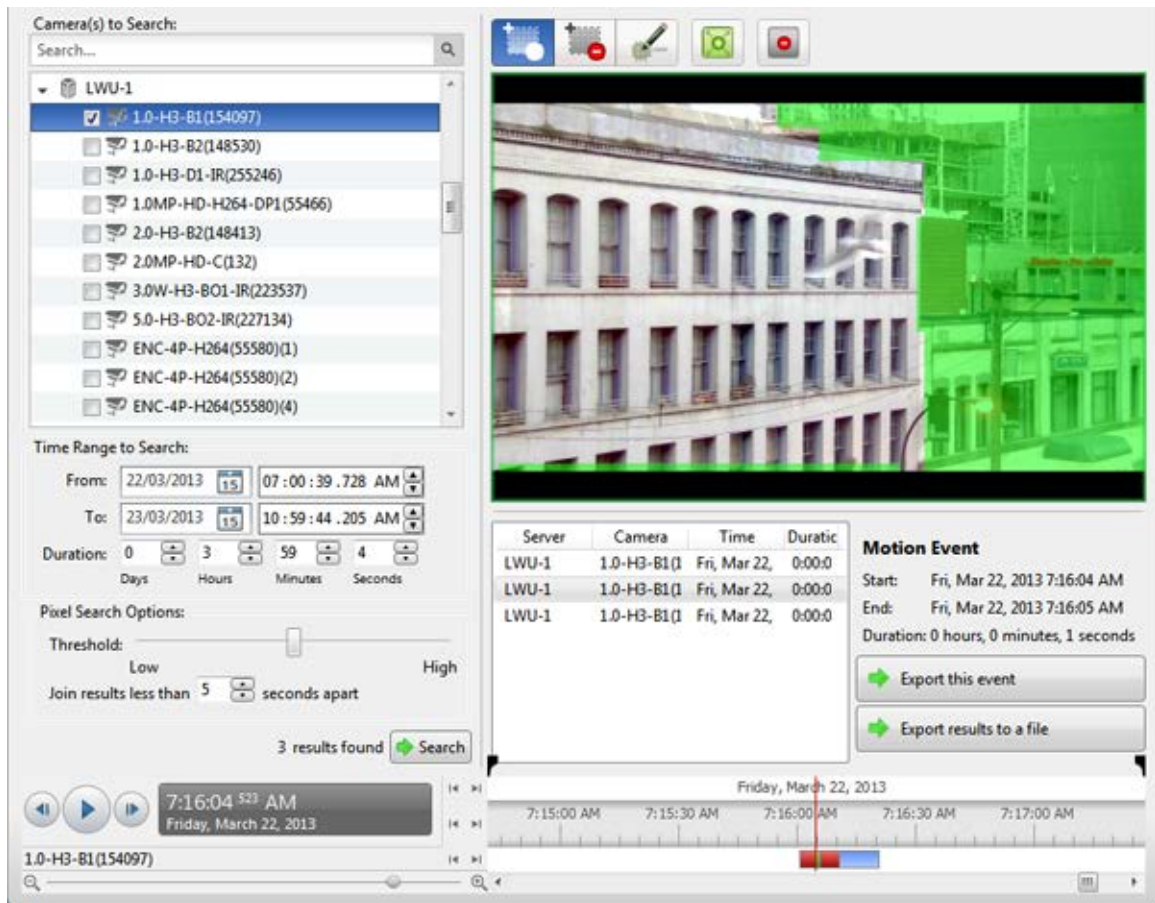 Camera(s) to Search:
Search...
LWU-1
1.0-H3-B1(154097)
1.0-H3-B2(148530)
1.0-H3-D1-IR(255246)
1.0MP-HD-H264-DP1(55466)
2.0-H3-B2(148413)
2.0MP-HD-C(132)
3.0W-H3-BO1-IR(223537)
5.0-H3-BO2-IR(227134)
ENC-4P-H264(55580)(1)
ENC-4P-H264(55580)(2)
ENC-4P-H264(55580)(4)
Time Range to Search:
From: 22/03/2013 15 07:00:39.728 AM
To: 23/03/2013 15 10:59:44.205 AM
Duration: 0 3 59 4
Days Hours Minutes Seconds
Pixel Search Options:
Threshold:
Low High
Join results less than 5 seconds apart
3 results found Search
Server Camera Time Duratic
LWU-1 1.0-H3-B1(1 Fri, Mar 22, 0:00:0
LWU-1 1.0-H3-B1(1 Fri, Mar 22, 0:00:0
LWU-1 1.0-H3-B1(1 Fri, Mar 22, 0:00:0
Motion Event
Start: Fri, Mar 22, 2013 7:16:04 AM
End: Fri, Mar 22, 2013 7:16:05 AM
Duration: 0 hours, 0 minutes, 1 seconds
Export this event
Export results to a file
7:16:04 523 AM
Friday, March 22, 2013
Friday, March 22, 2013
7:15:00 AM 7:15:30 AM 7:16:00 AM 7:16:30 AM 7:17:00 AM
1.0-H3-B1(154097)